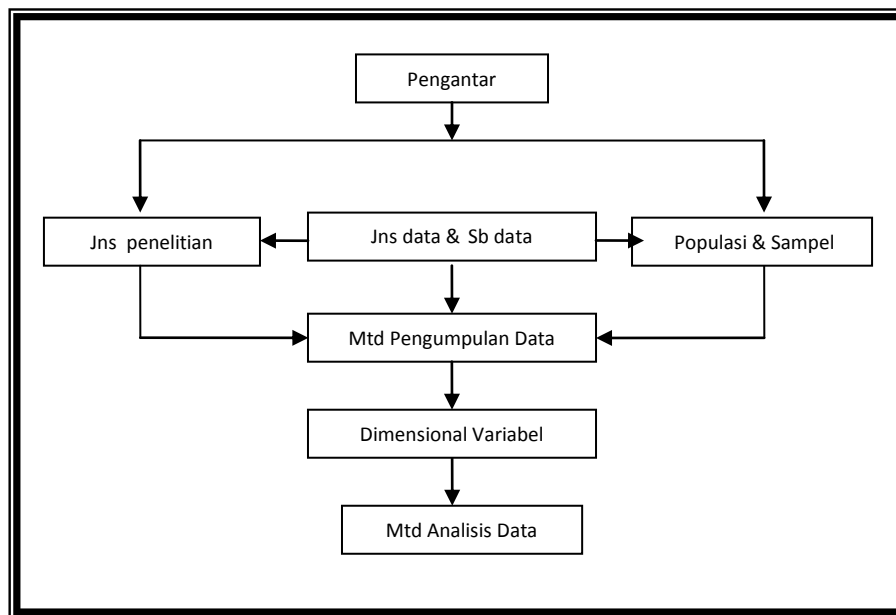 Pengantar
Jns penelitian
Jns data & Sb data
Populasi & Sampel
Mtd Pengumpulan Data
Dimensional Variabel
Mtd Analisis Data